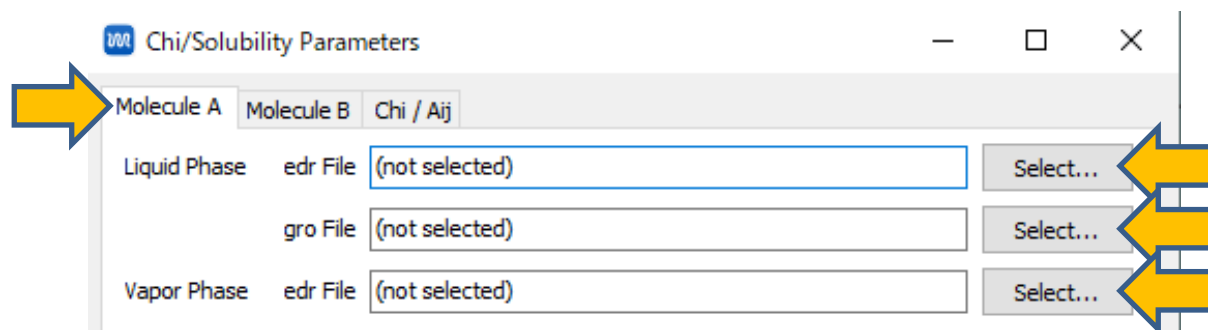 Chi/Solubility Parameters
Molecule A Molecule B Chi / Aij
Liquid Phase edr File (not selected) Select...
gro File (not selected) Select...
Vapor Phase edr File (not selected) Select...